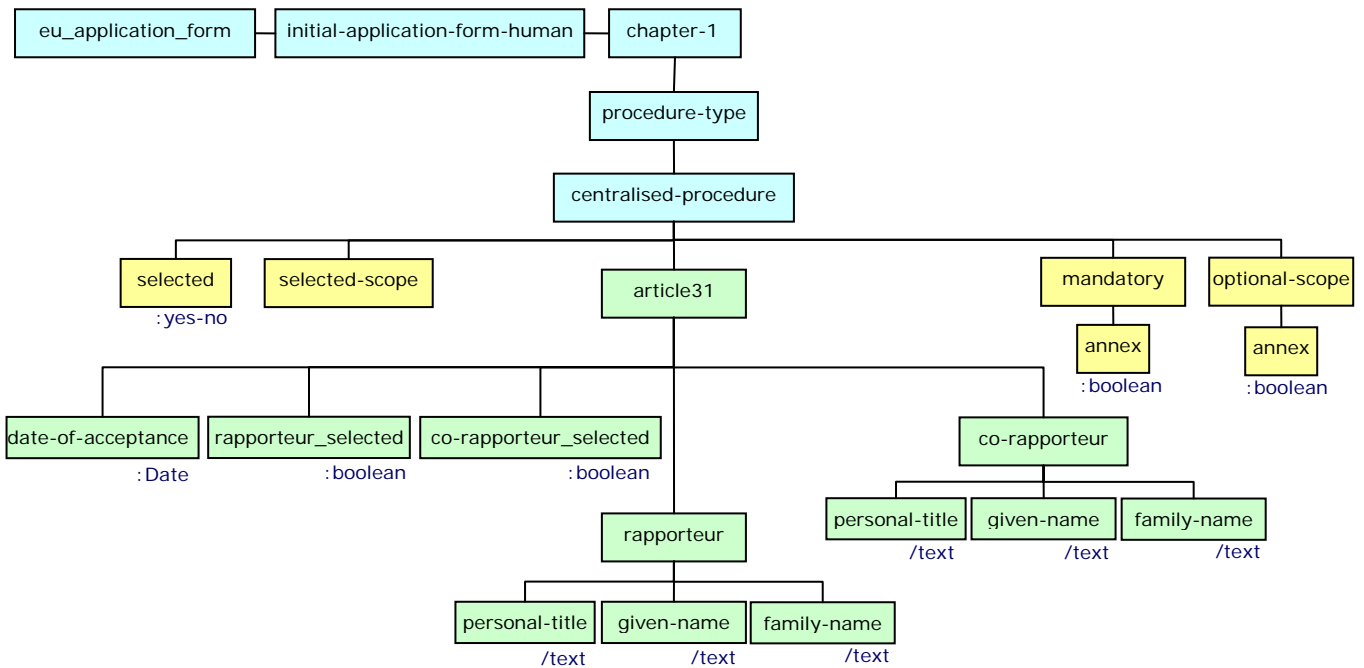 eu_application_form
initial-application-form-human
chapter-1
procedure-type
centralised-procedure
selected
:yes-no
selected-scope
article31
mandatory
annex
:boolean
optional-scope
annex
:boolean
date-of-acceptance
:Date
rapporteur_selected
:boolean
co-rapporteur_selected
:boolean
co-rapporteur
personal-title
/text
given-name
/text
family-name
/text
rapporteur
personal-title
/text
given-name
/text
family-name
/text